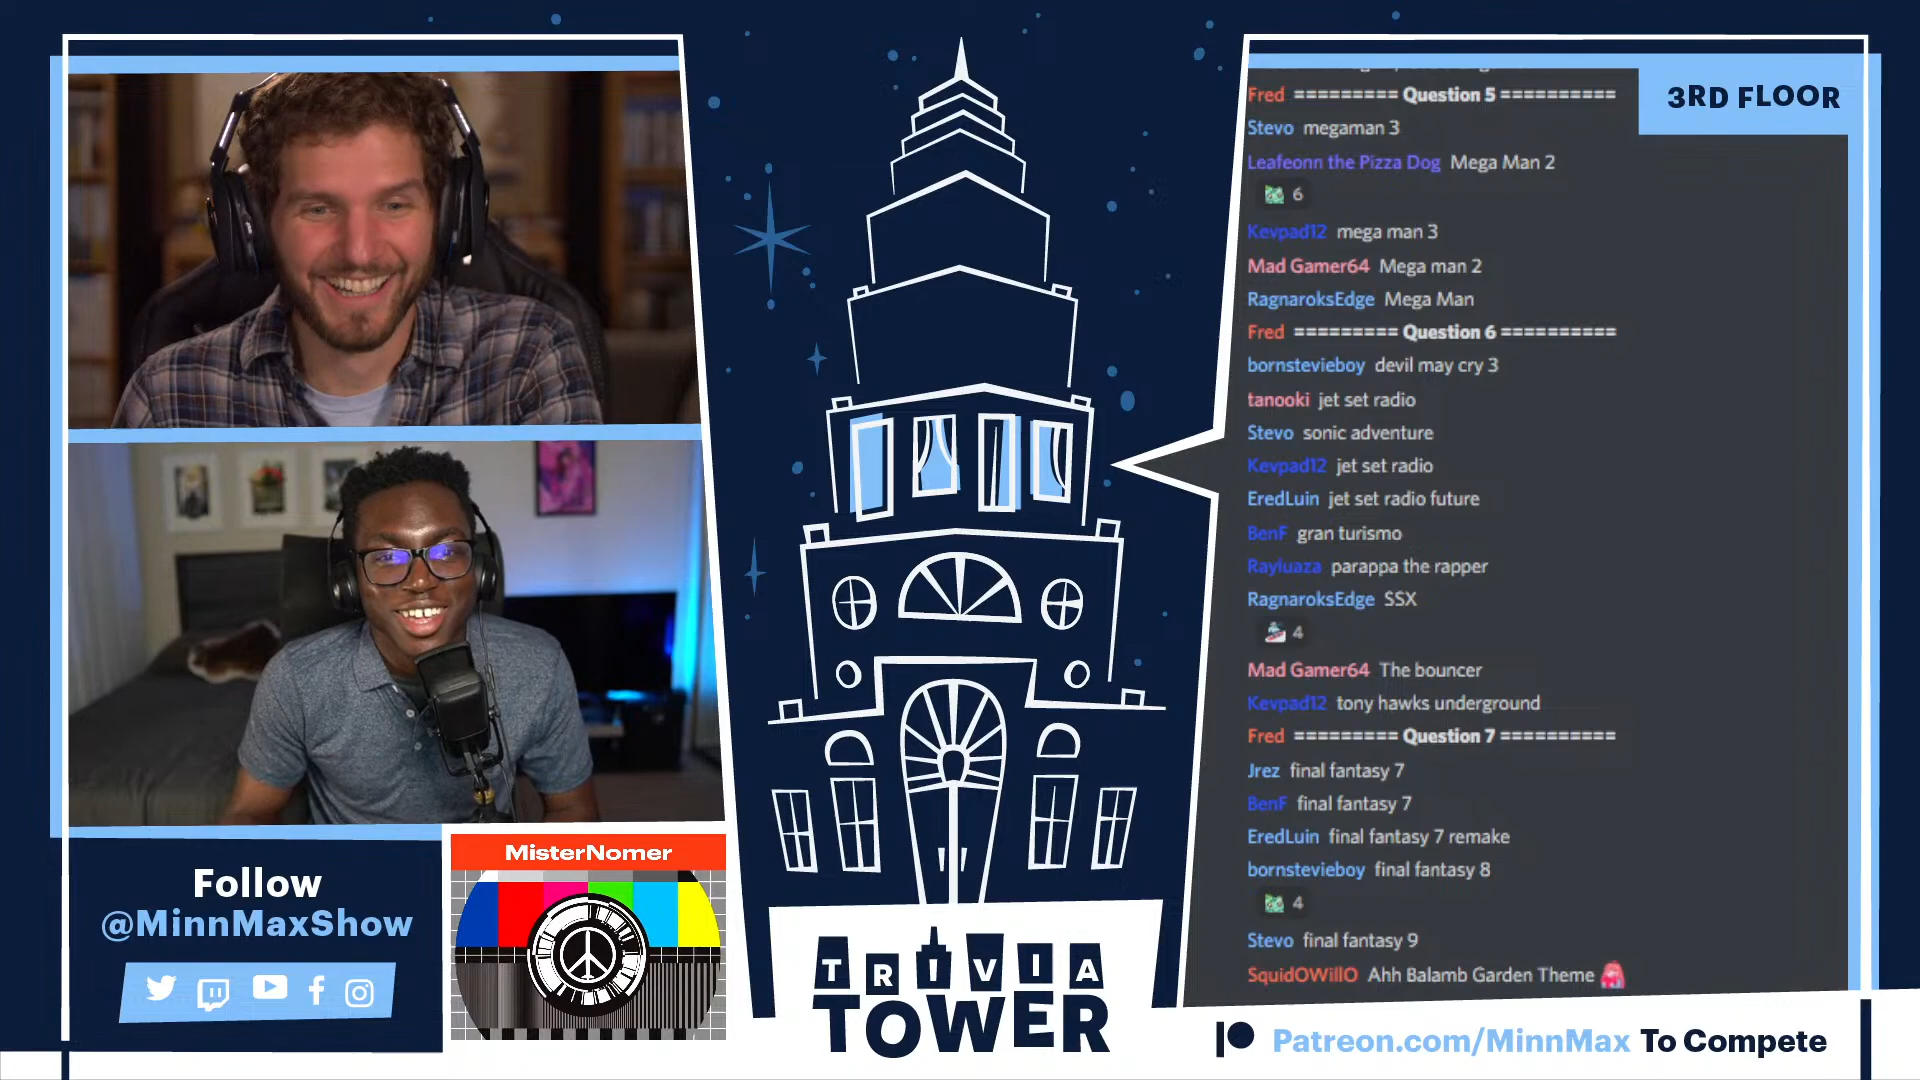 3RD FLOOR
Fred ========= Question 5 ==========
Stevo megaman 3
Leafeonn the Pizza Dog Mega Man 2
6
Kevpad12 mega man 3
Mad Gamer64 Mega man 2
RagnaroksEdge Mega Man
Fred ========= Question 6 ==========
bornstevieboy devil may cry 3
tanooki jet set radio
Stevo sonic adventure
Kevpad12 jet set radio
EredLuin jet set radio future
BenF gran turismo
Rayluaza parappa the rapper
RagnaroksEdge SSX
4
Mad Gamer64 The bouncer
Kevpad12 tony hawks underground
Fred ========= Question 7 ==========
Jrez final fantasy 7
BenF final fantasy 7
EredLuin final fantasy 7 remake
bornstevieboy final fantasy 8
4
Stevo final fantasy 9
SquidOWillO Ahh Balamb Garden Theme
Follow
@MinnMaxShow
MisterNomer
TRIVIA
TOWER
Patreon.com/MinnMax To Compete